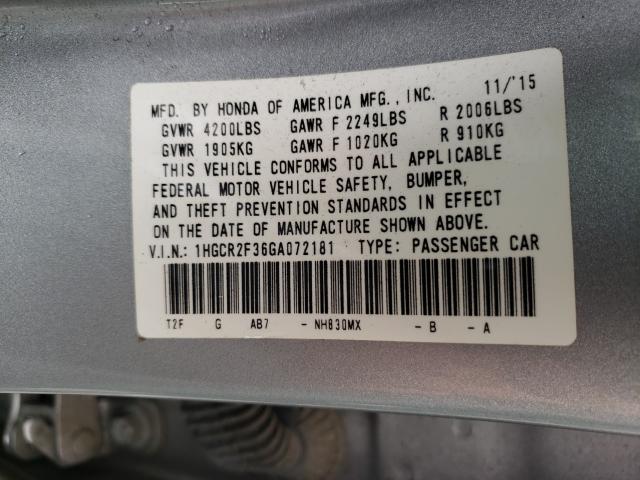 MFD. BY HONDA OF AMERICA MFG., INC. 11/'15
GVWR 4200LBS GAWR F 2249LBS R 2006LBS
GVWR 1905KG GAWR F 1020KG R 910KG
THIS VEHICLE CONFORMS TO ALL APPLICABLE
FEDERAL MOTOR VEHICLE SAFETY, BUMPER,
AND THEFT PREVENTION STANDARDS IN EFFECT
ON THE DATE OF MANUFACTURE SHOWN ABOVE.
V.I.N.: 1HGCR2F36GA072181 TYPE: PASSENGER CAR
T2F G AB7 -NH830MX -B -A